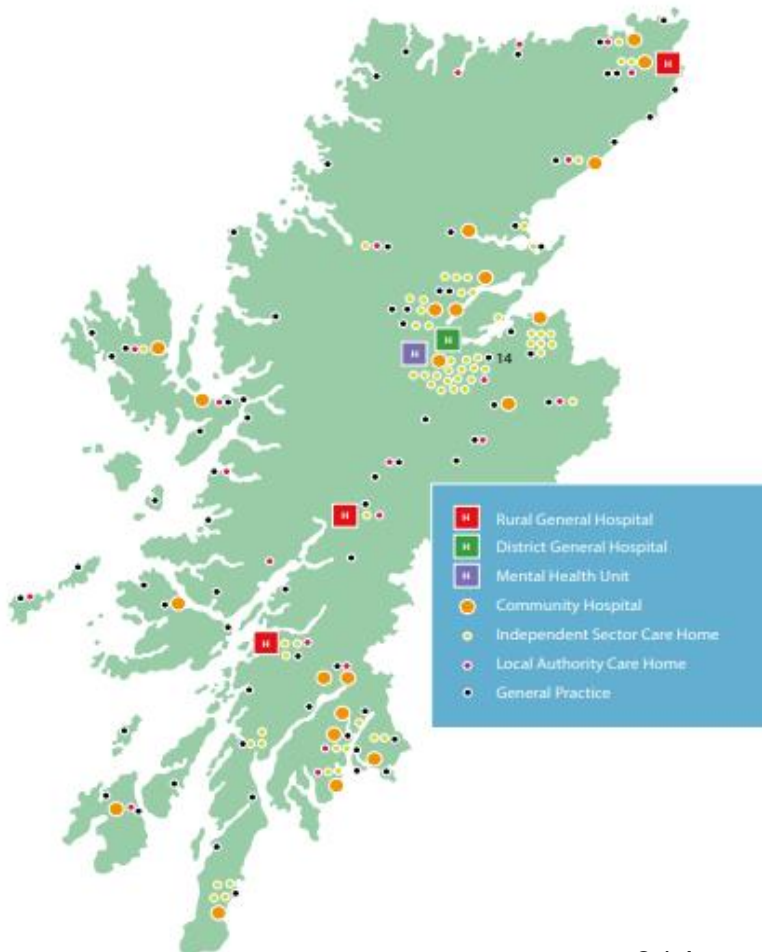 H
14
H
H
H
H
H Rural General Hospital
H District General Hospital
H Mental Health Unit
Community Hospital
Independent Sector Care Home
Local Authority Care Home
General Practice